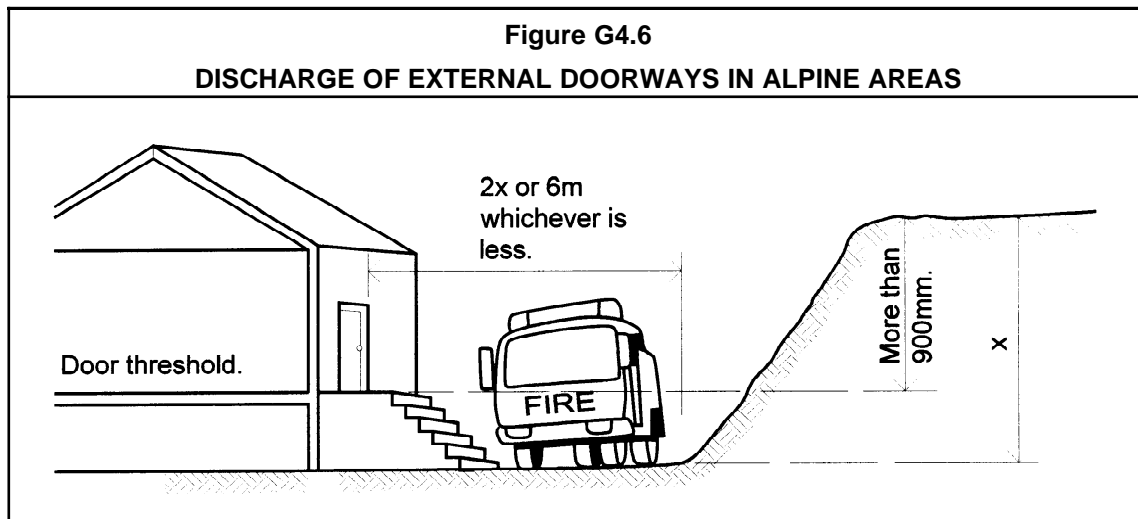 Figure G4.6
DISCHARGE OF EXTERNAL DOORWAYS IN ALPINE AREAS
2x or 6m
whichever is
less.
More than
900mm.
x
Door threshold.
FIRE